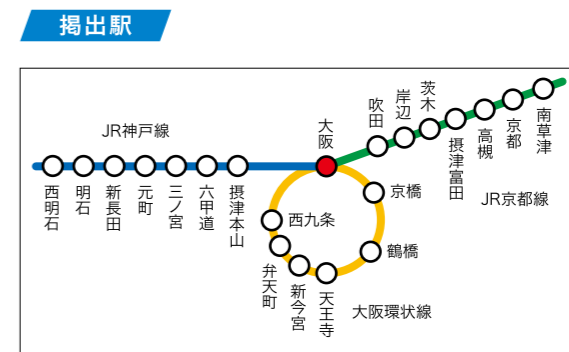 掲出駅
JR神戸線
西明石
明石
新長田
元町
三ノ宮
六甲道
摂津本山
大阪
吹田
岸辺
茨木
摂津富田
高槻
京都
南草津
JR京都線
京橋
鶴橋
西九条
弁天町
新今宮
天王寺
大阪環状線